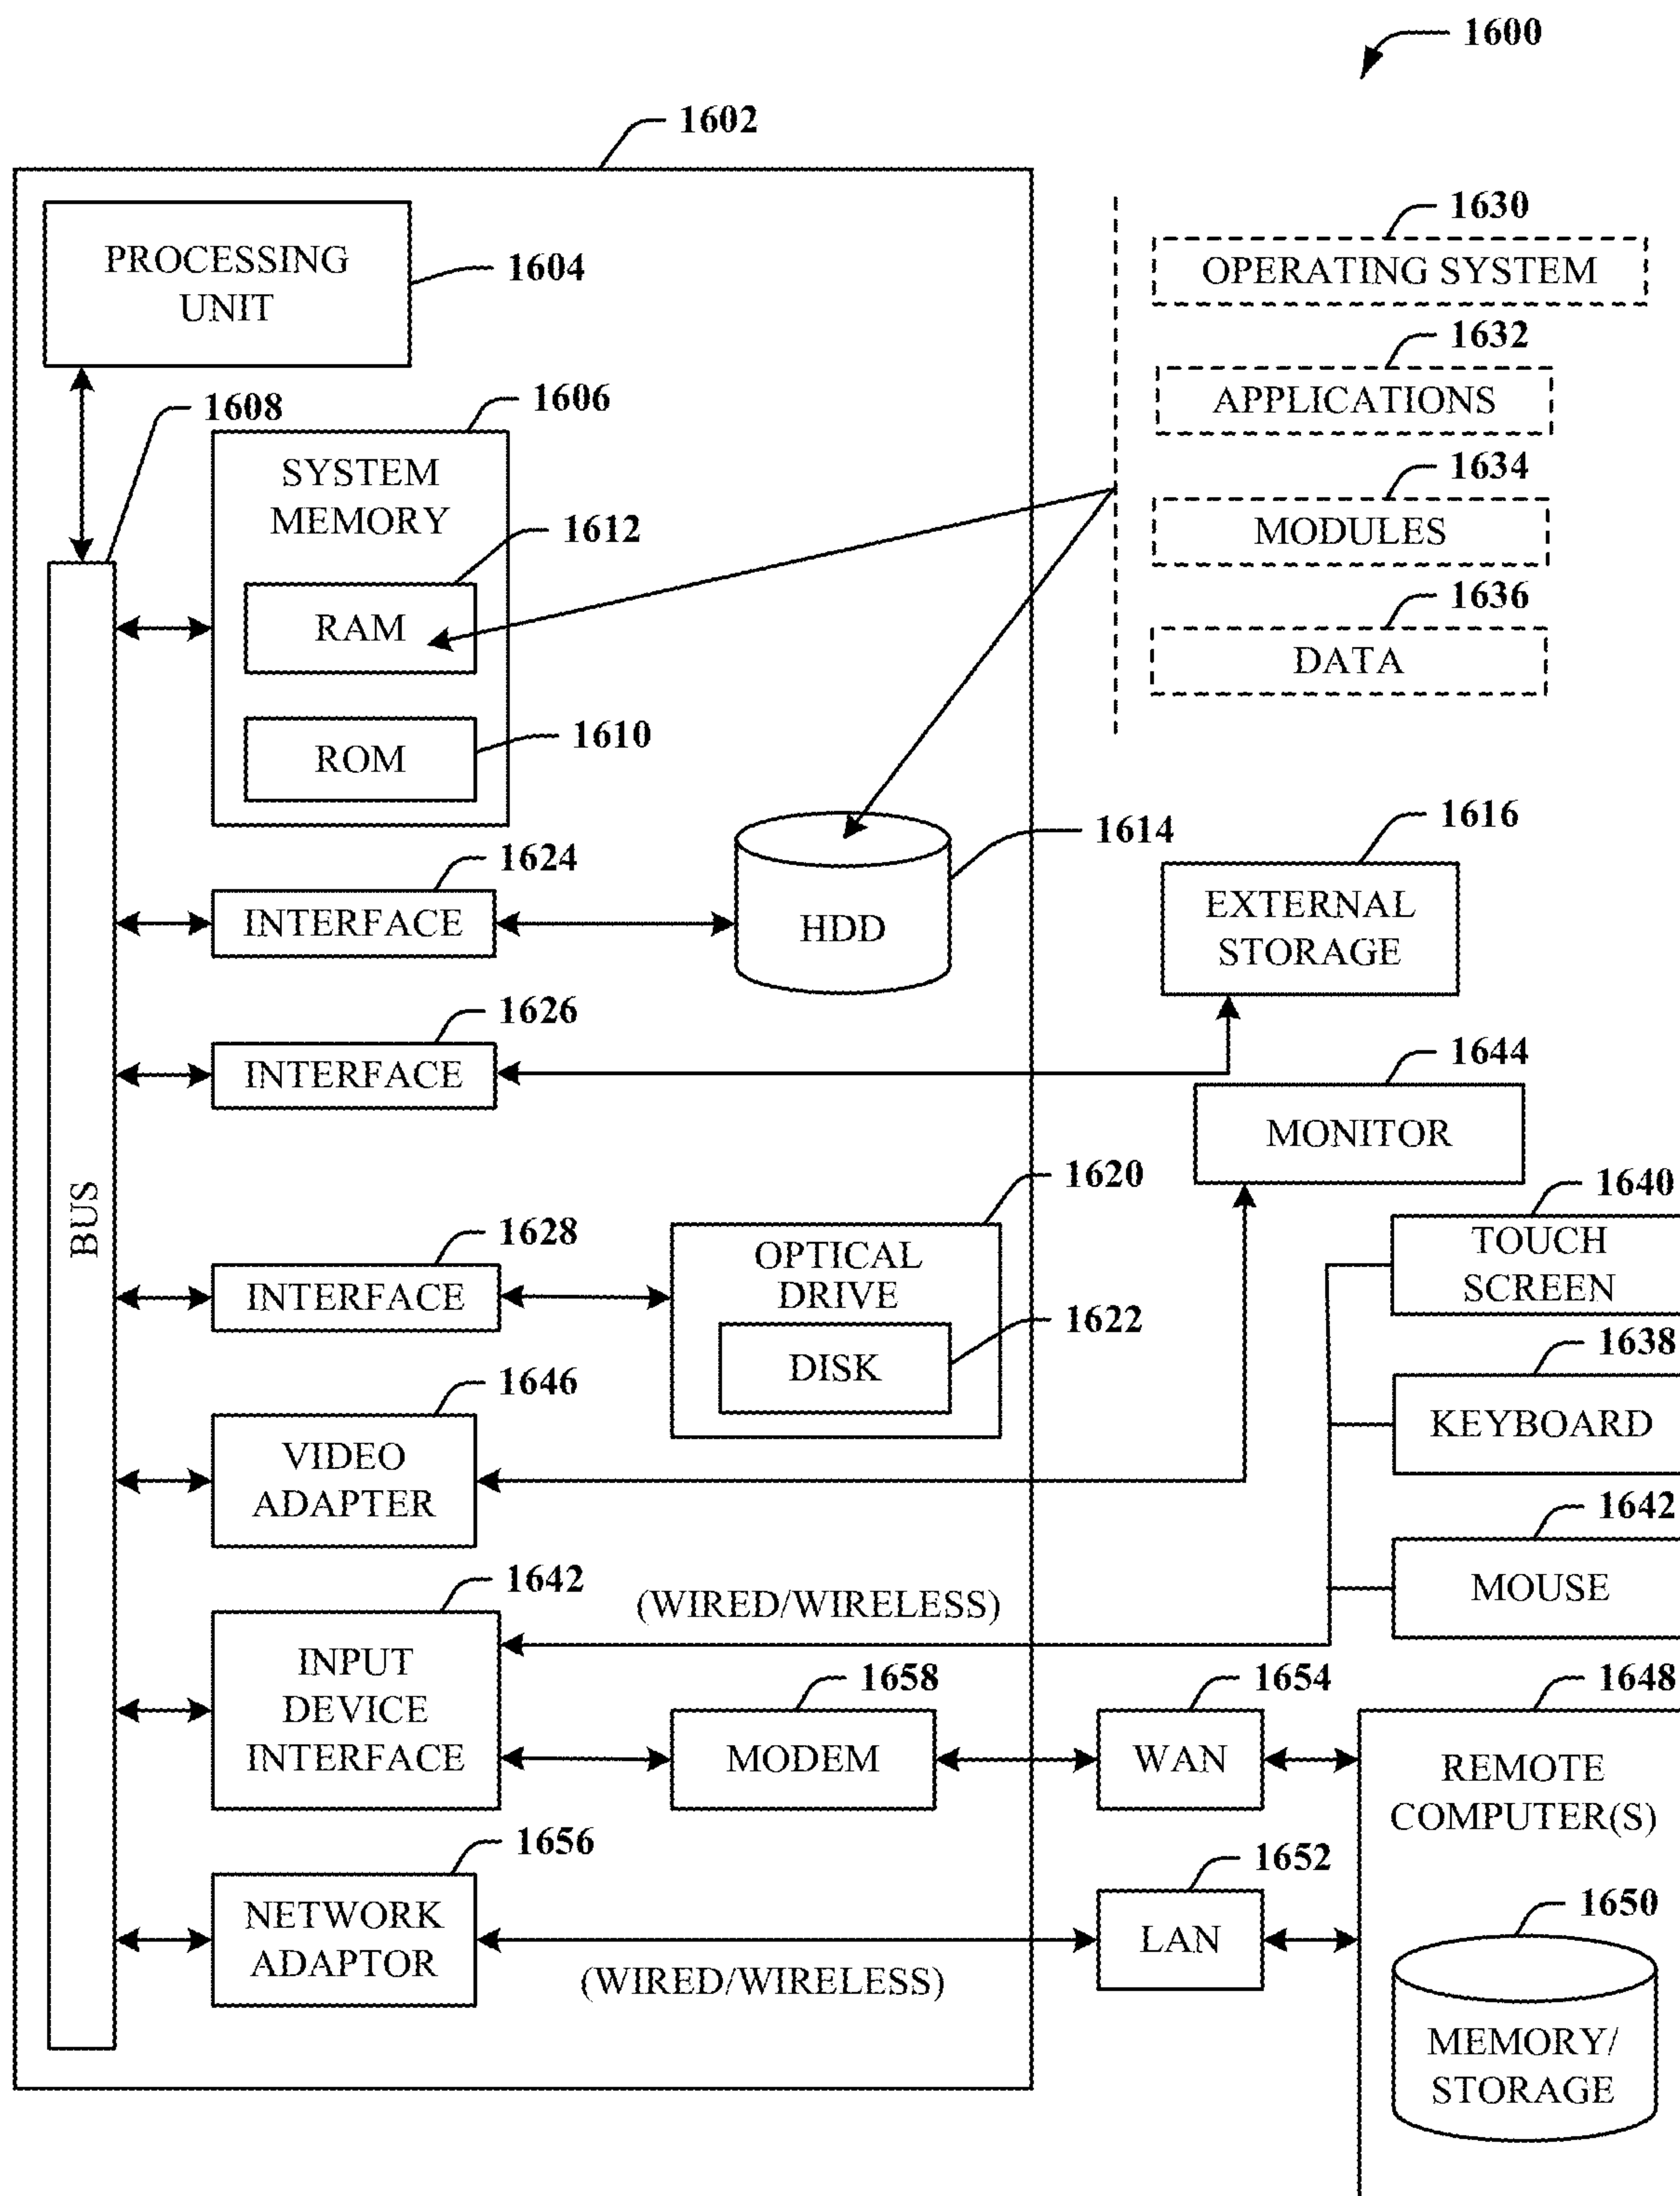 1600
1602
PROCESSING
UNIT
1604
1630
OPERATING SYSTEM
1632
APPLICATIONS
1634
MODULES
1636
DATA
1608
1606
SYSTEM
MEMORY
1612
RAM
1610
ROM
1624
INTERFACE
1614
HDD
1616
EXTERNAL
STORAGE
1626
INTERFACE
1644
MONITOR
BUS
1628
INTERFACE
1620
OPTICAL
DRIVE
1622
DISK
1640
TOUCH
SCREEN
1638
KEYBOARD
1642
MOUSE
1646
VIDEO
ADAPTER
1642
INPUT
DEVICE
INTERFACE
(WIRED/WIRELESS)
1658
MODEM
1654
WAN
1648
REMOTE
COMPUTER(S)
1656
NETWORK
ADAPTOR
(WIRED/WIRELESS)
1652
LAN
1650
MEMORY/
STORAGE